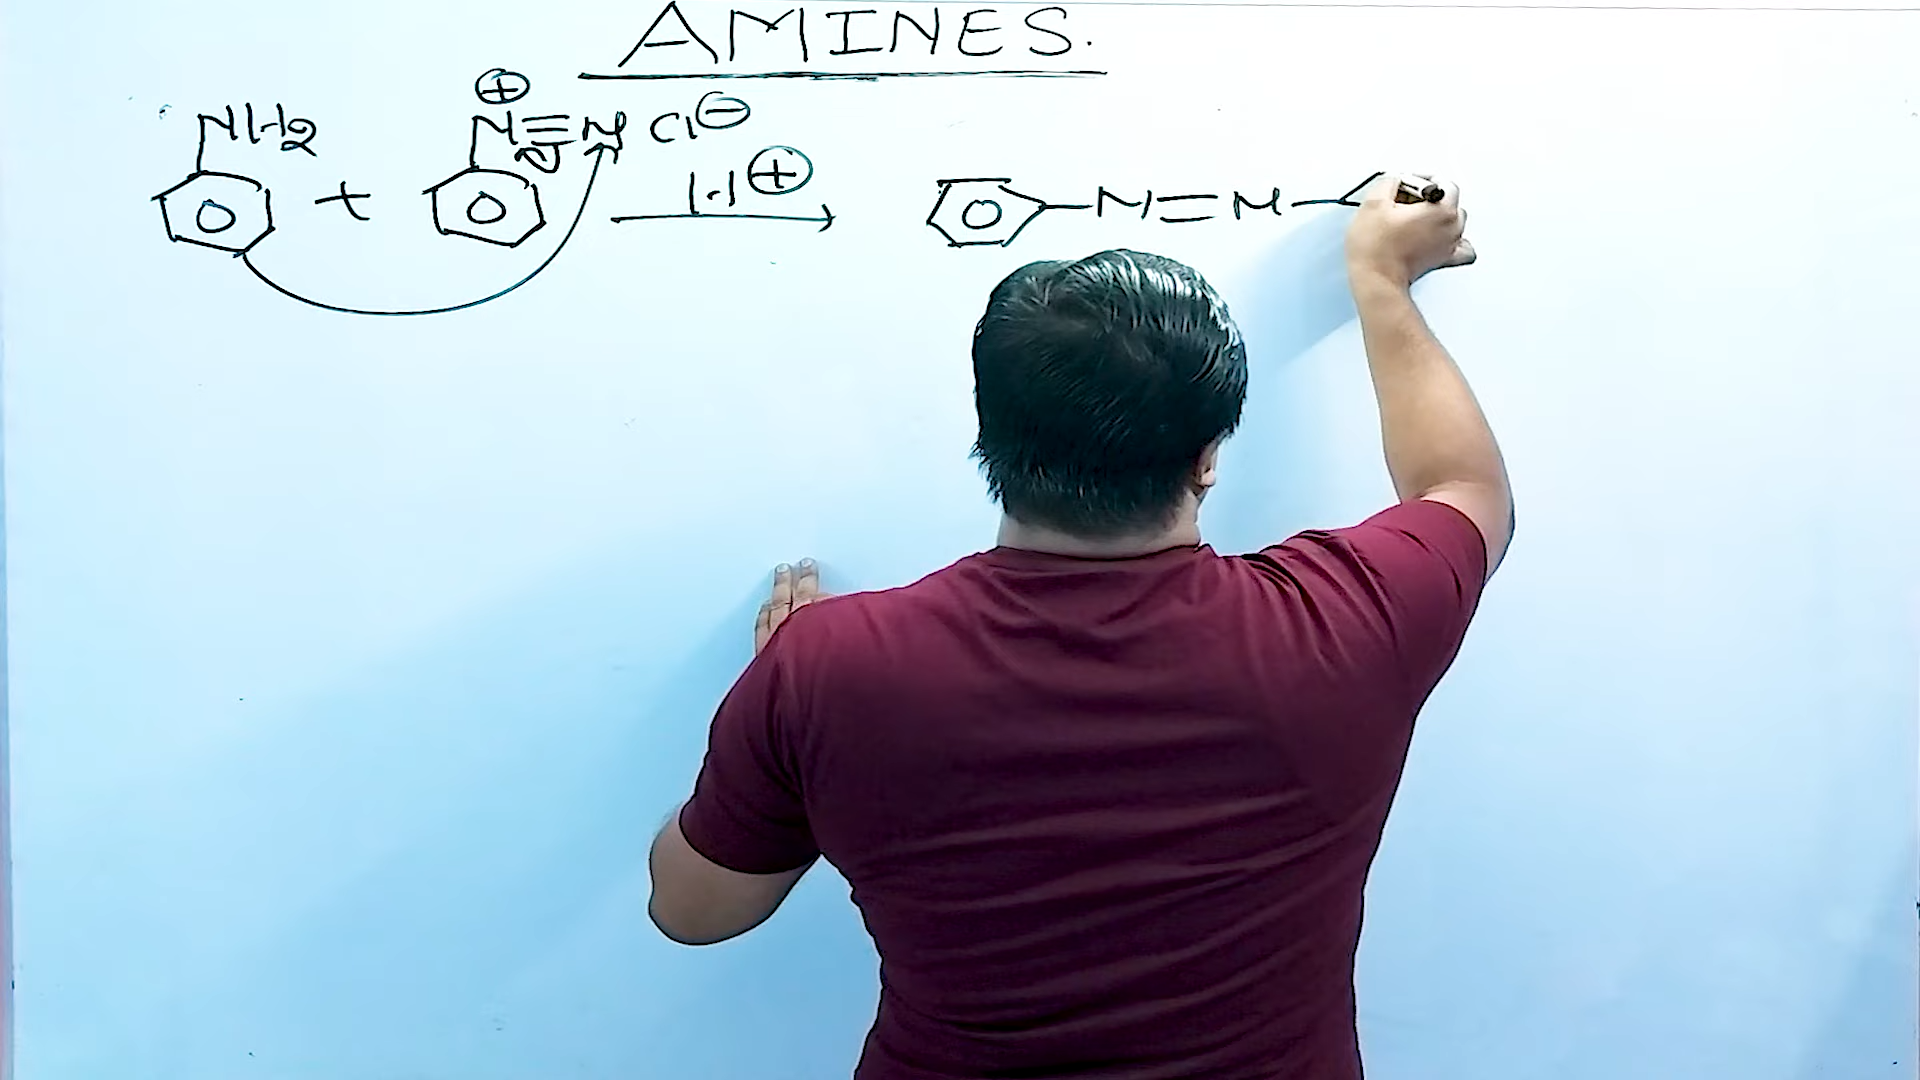 AMINES.
NH2 + ⊕ N≡N Cl⊖
H⊕
N=N